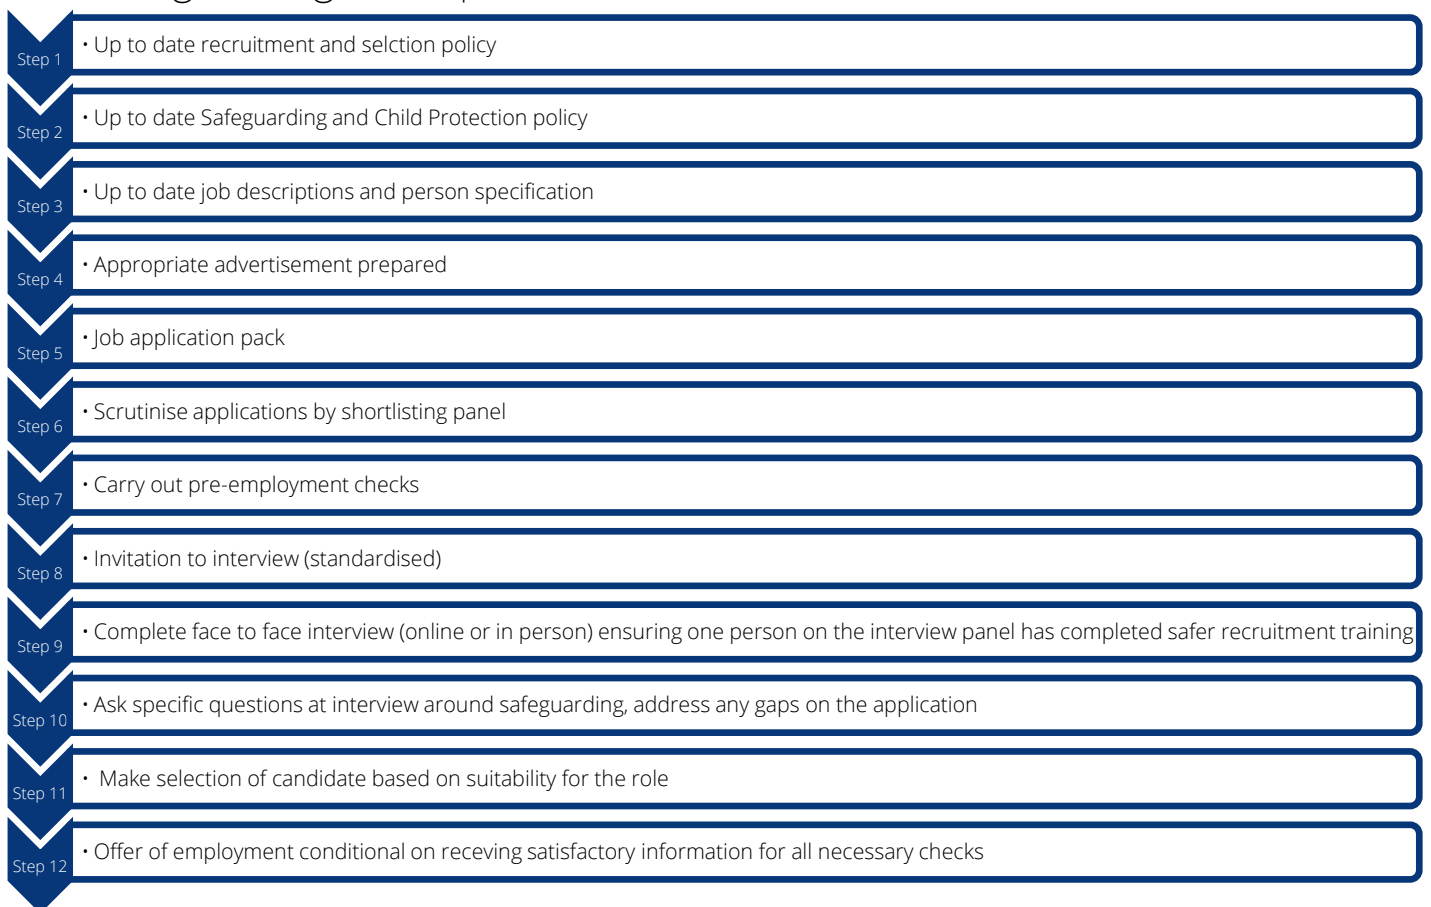 Step 1
• Up to date recruitment and selction policy
Step 2
• Up to date Safeguarding and Child Protection policy
Step 3
• Up to date job descriptions and person specification
Step 4
• Appropriate advertisement prepared
Step 5
• Job application pack
Step 6
• Scrutinise applications by shortlisting panel
Step 7
• Carry out pre-employment checks
Step 8
• Invitation to interview (standardised)
Step 9
• Complete face to face interview (online or in person) ensuring one person on the interview panel has completed safer recruitment training
Step 10
• Ask specific questions at interview around safeguarding, address any gaps on the application
Step 11
• Make selection of candidate based on suitability for the role
Step 12
• Offer of employment conditional on receving satisfactory information for all necessary checks